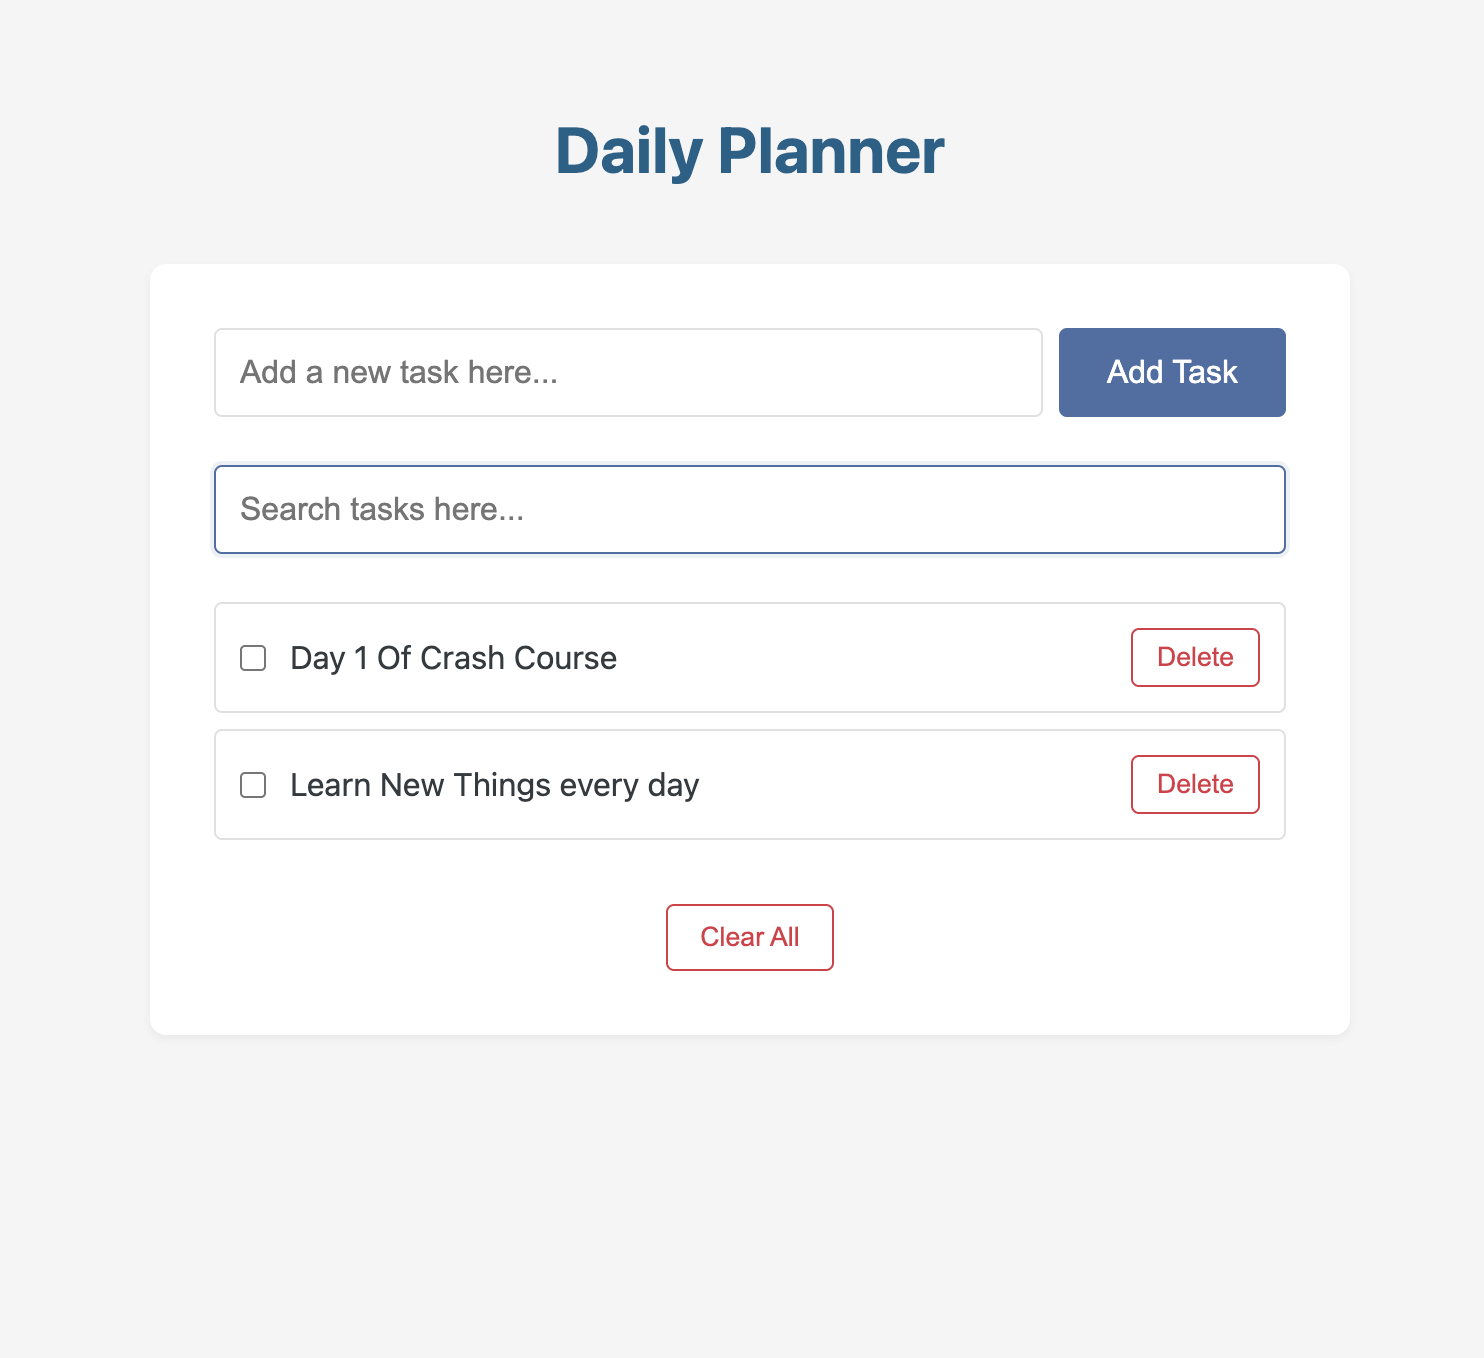 Daily Planner
Add a new task here...
Add Task
Search tasks here...
Day 1 Of Crash Course
Delete
Learn New Things every day
Delete
Clear All